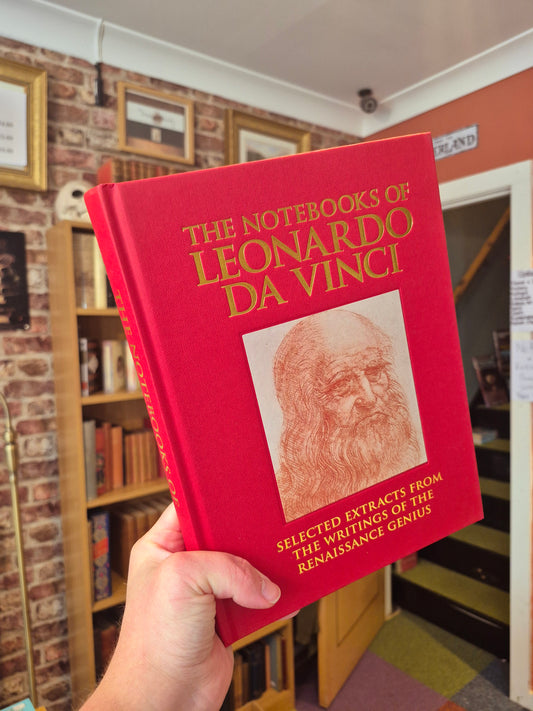 THE NOTEBOOKS OF
LEONARDO
DA VINCI
SELECTED EXTRACTS FROM
THE WRITINGS OF THE
RENAISSANCE GENIUS
THE NOTEBOOKS OF